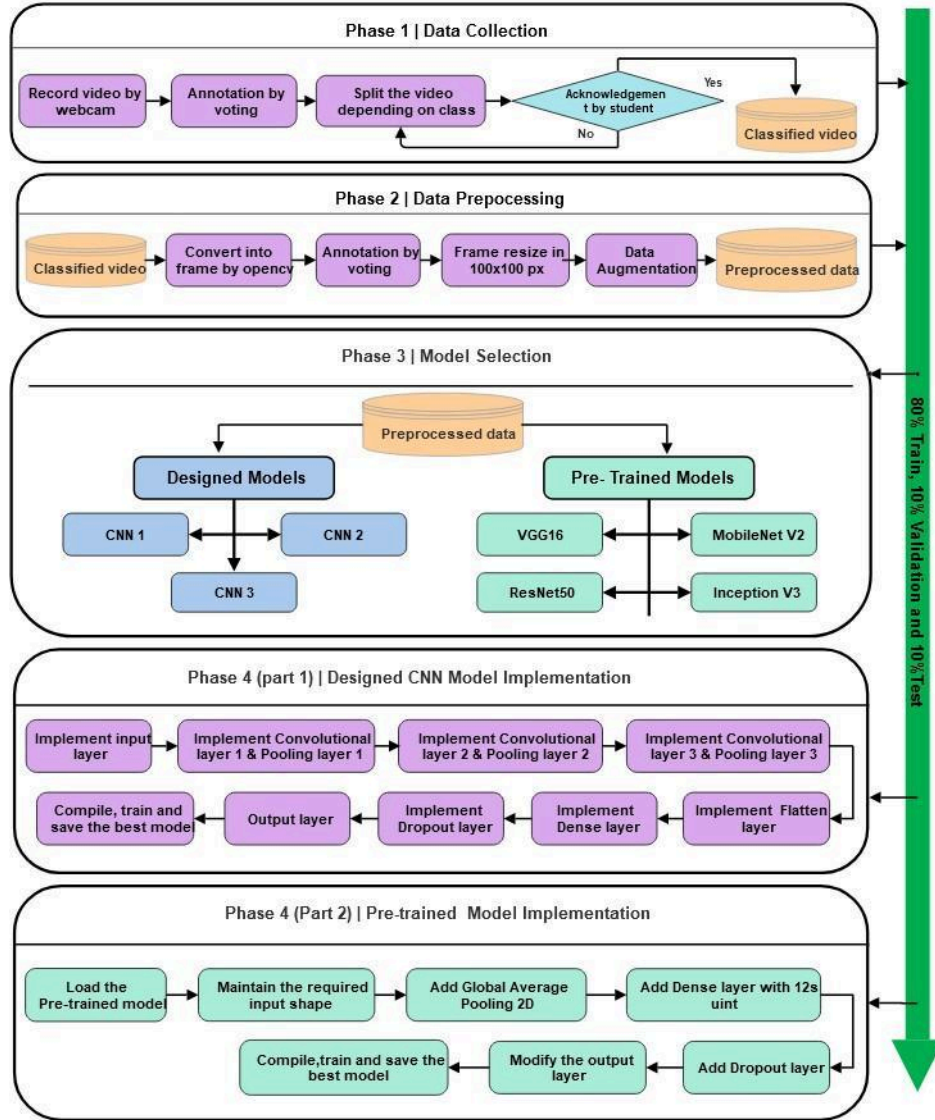 Phase 1 | Data Collection
Record video by
webcam
Annotation by
voting
Split the video
depending on class
Acknowledgemen
t by student
Yes
No
Classified video
Phase 2 | Data Prepocessing
Classified video
Convert into
frame by opencv
Annotation by
voting
Frame resize in
100x100 px
Data
Augmentation
Preprocessed data
Phase 3 | Model Selection
Preprocessed data
Designed Models
CNN 1
CNN 2
CNN 3
Pre- Trained Models
VGG16
MobileNet V2
ResNet50
Inception V3
80% Train, 10% Validation and 10%Test
Phase 4 (part 1) | Designed CNN Model Implementation
Implement input
layer
Implement Convolutional
layer 1 & Pooling layer 1
Implement Convolutional
layer 2 & Pooling layer 2
Implement Convolutional
layer 3 & Pooling layer 3
Compile, train and
save the best model
Output layer
Implement
Dropout layer
Implement
Dense layer
Implement Flatten
layer
Phase 4 (Part 2) | Pre-trained Model Implementation
Load the
Pre-trained model
Maintain the required
input shape
Add Global Average
Pooling 2D
Add Dense layer with 12s
uint
Compile,train and save the
best model
Modify the output
layer
Add Dropout layer